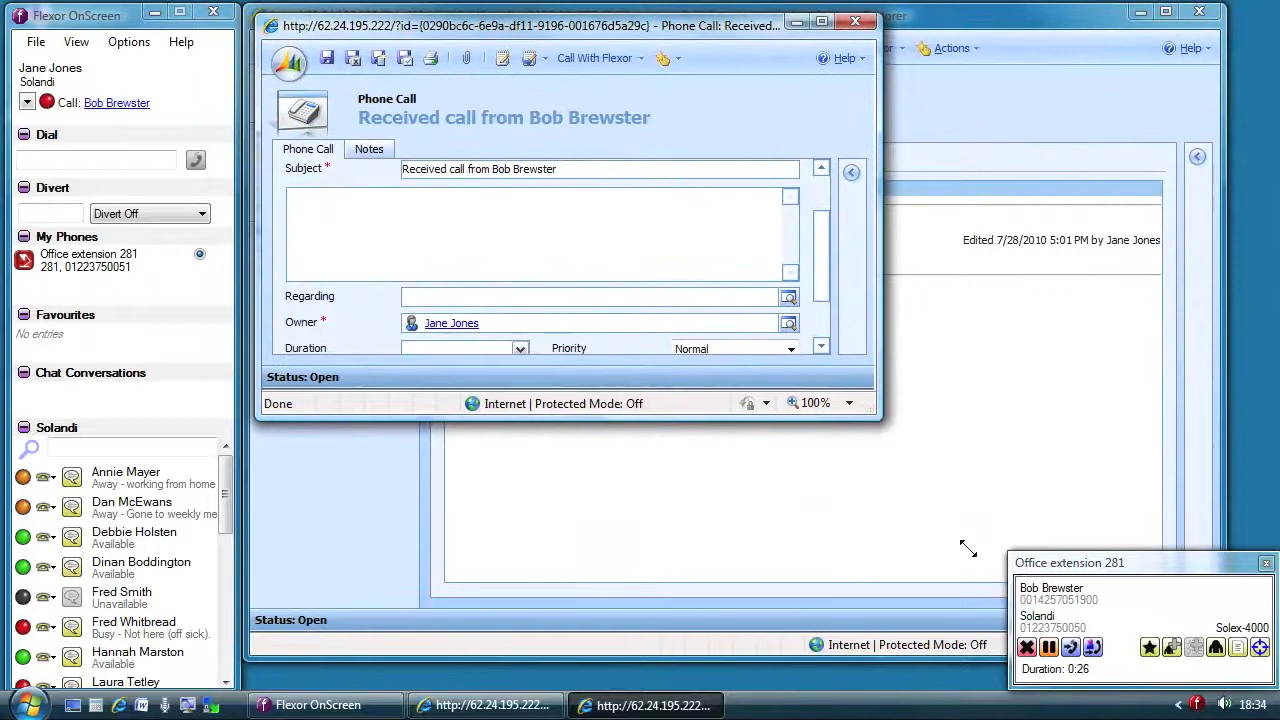 Flexor OnScreen
File View Options Help
Jane Jones
Solandi
Call: Bob Brewster
Dial
Divert
Divert Off
My Phones
Office extension 281
281, 01223750051
Favourites
No entries
Chat Conversations
Solandi
Annie Mayer
Away - working from home
Dan McEwans
Away - Gone to weekly me
Debbie Holsten
Available
Dinan Boddington
Available
Fred Smith
Unavailable
Fred Whitbread
Busy - Not here (off sick).
Hannah Marston
Available
Laura Tetley
http://62.24.195.222/?id={0290bc6c-6e9a-df11-9196-001676d5a29c} - Phone Call: Received...
Call With Flexor Help
Phone Call
Received call from Bob Brewster
Phone Call Notes
Subject * Received call from Bob Brewster
Regarding
Owner * Jane Jones
Duration Priority Normal
Status: Open
Done Internet | Protected Mode: Off 100%
Actions Help
Edited 7/28/2010 5:01 PM by Jane Jones
Status: Open
Internet | Protected Mode: Off
Office extension 281
Bob Brewster
0014257051900
Solandi
01223750050 Solex-4000
Duration: 0:26
Flexor OnScreen http://62.24.195.222... http://62.24.195.222... 18:34